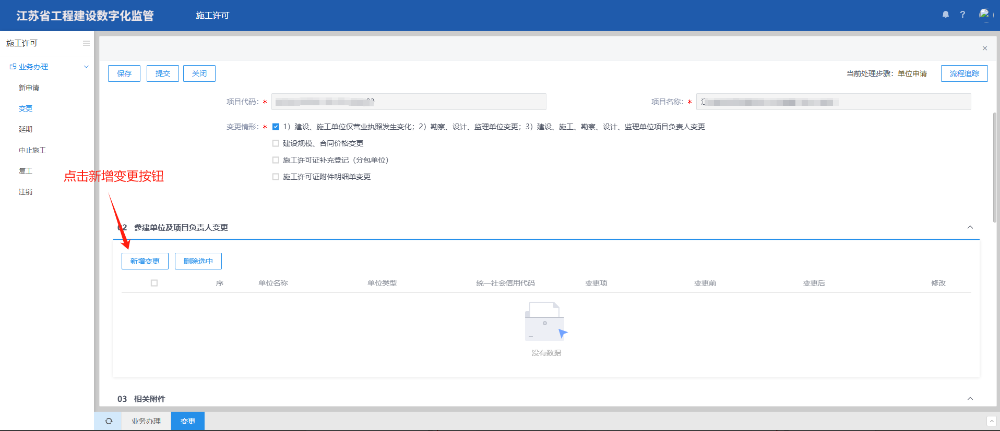 江苏省工程建设数字化监管
施工许可
?
施工许可
业务办理
新申请
变更
延期
中止施工
复工
注销
保存 提交 关闭
当前处理步骤：单位申请 流程追踪
项目代码：*
项目名称：*
变更情形：* 1）建设、施工单位仅营业执照发生变化；2）勘察、设计、监理单位变更；3）建设、施工、勘察、设计、监理单位项目负责人变更
建设规模、合同价格变更
施工许可证补充登记（分包单位）
施工许可证附件明细单变更
点击新增变更按钮
02 参建单位及项目负责人变更
新增变更 删除选中
序 单位名称 单位类型 统一社会信用代码 变更项 变更前 变更后 修改
没有数据
03 相关附件
业务办理 变更